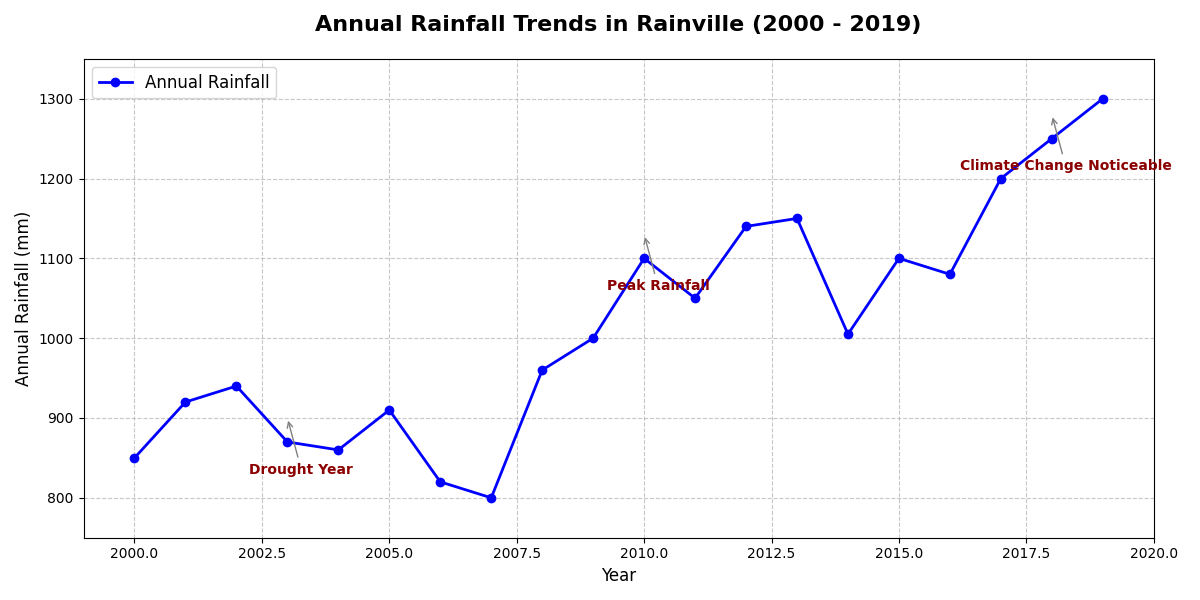 Annual Rainfall Trends in Rainville (2000 - 2019)
Annual Rainfall
Annual Rainfall (mm)
1300
1200
1100
1000
900
800
Climate Change Noticeable
Peak Rainfall
Drought Year
2000.0 2002.5 2005.0 2007.5 2010.0 2012.5 2015.0 2017.5 2020.0
Year